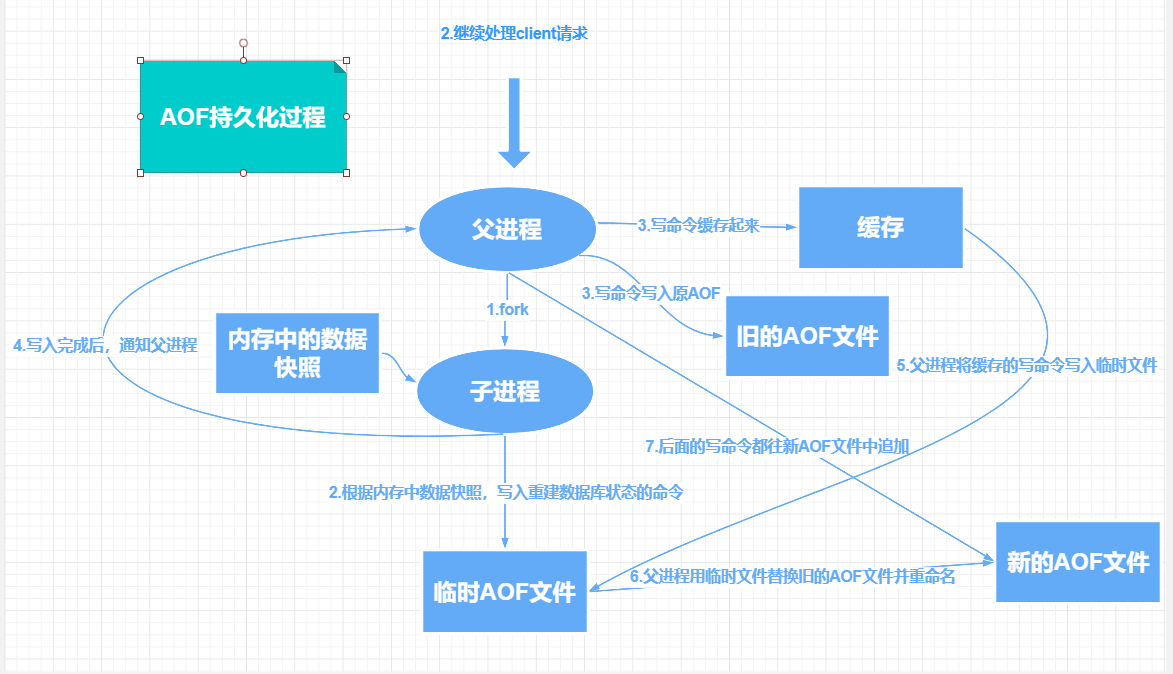 2.继续处理client请求
AOF持久化过程
父进程
3.写命令缓存起来
缓存
1.fork
3.写命令写入原AOF
内存中的数据
快照
旧的AOF文件
4.写入完成后，通知父进程
5.父进程将缓存的写命令写入临时文件
子进程
7.后面的写命令都往新AOF文件中追加
2.根据内存中数据快照，写入重建数据库状态的命令
临时AOF文件
6.父进程用临时文件替换旧的AOF文件并重命名
新的AOF文件